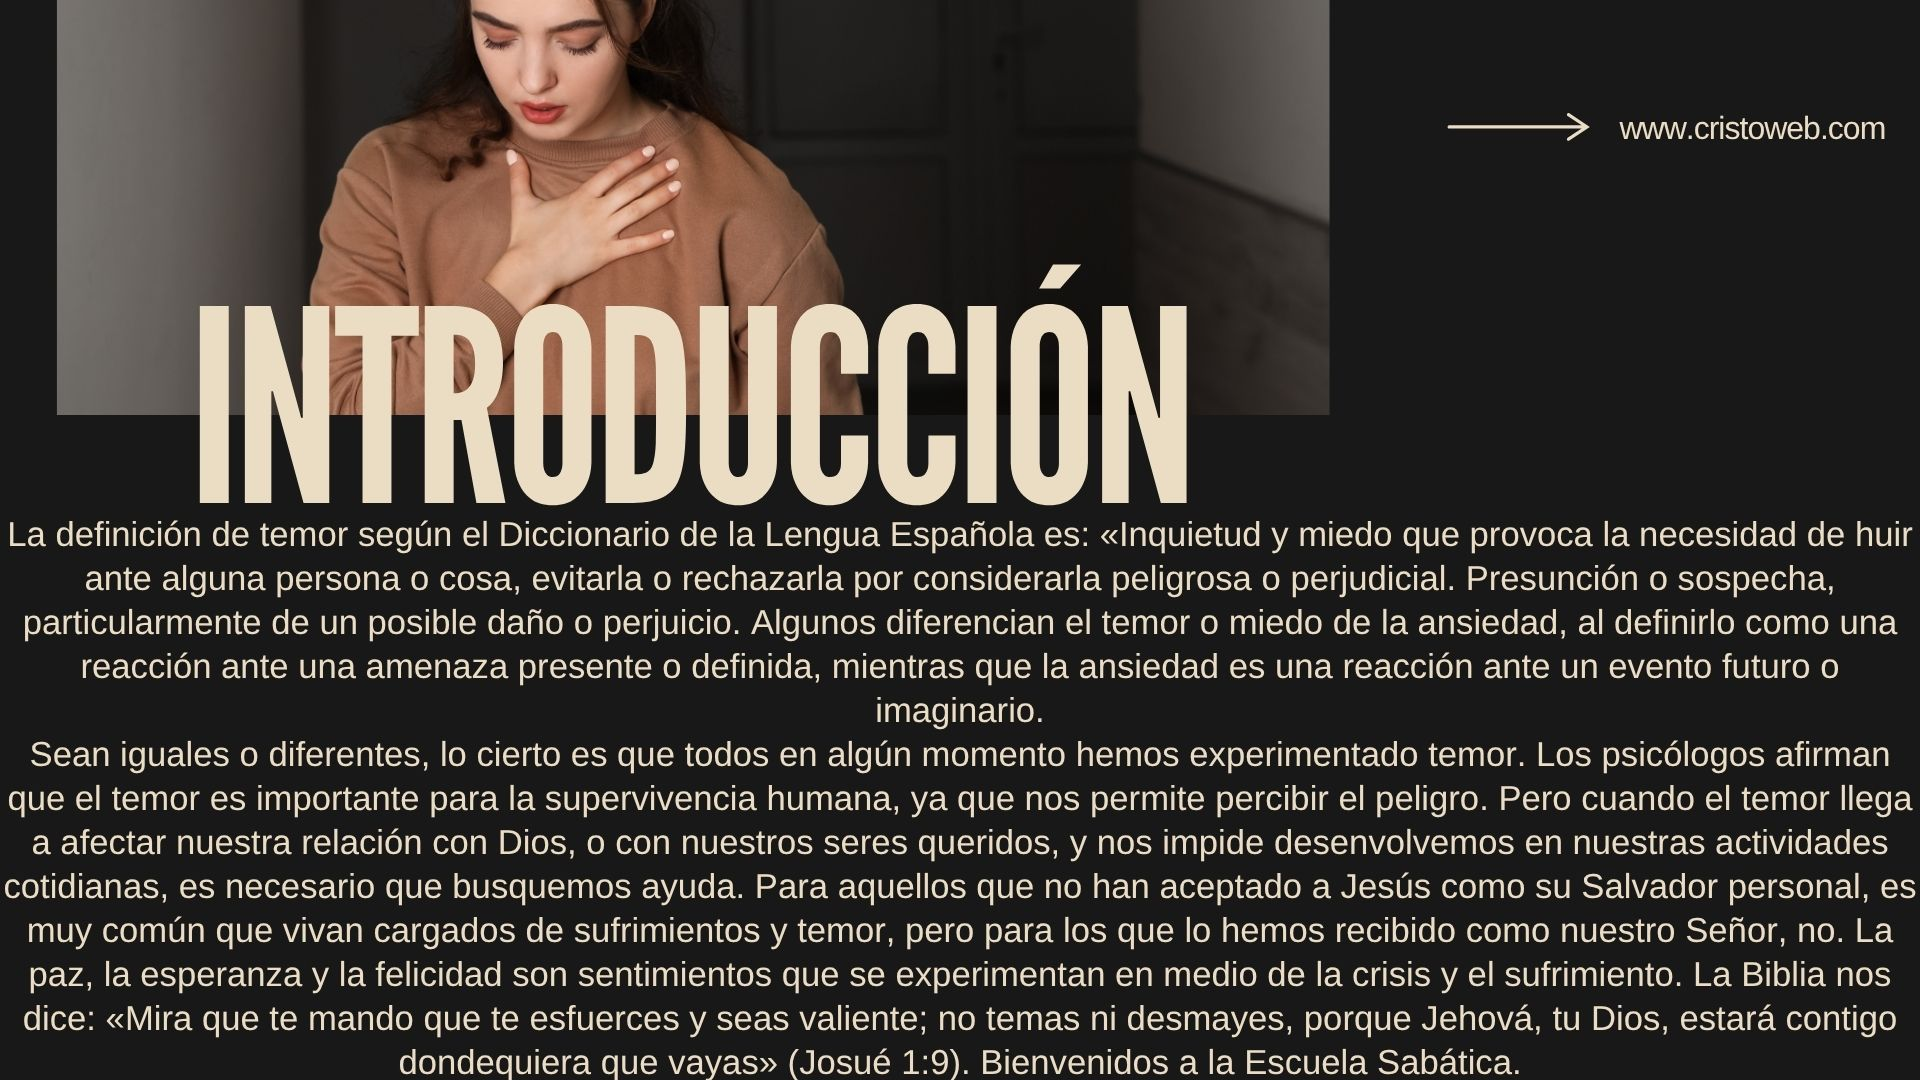 www.cristoweb.com
INTRODUCCIÓN
La definición de temor según el Diccionario de la Lengua Española es: «Inquietud y miedo que provoca la necesidad de huir
ante alguna persona o cosa, evitarla o rechazarla por considerarla peligrosa o perjudicial. Presunción o sospecha,
particularmente de un posible daño o perjuicio. Algunos diferencian el temor o miedo de la ansiedad, al definirlo como una
reacción ante una amenaza presente o definida, mientras que la ansiedad es una reacción ante un evento futuro o
imaginario.
Sean iguales o diferentes, lo cierto es que todos en algún momento hemos experimentado temor. Los psicólogos afirman
que el temor es importante para la supervivencia humana, ya que nos permite percibir el peligro. Pero cuando el temor llega
a afectar nuestra relación con Dios, o con nuestros seres queridos, y nos impide desenvolvemos en nuestras actividades
cotidianas, es necesario que busquemos ayuda. Para aquellos que no han aceptado a Jesús como su Salvador personal, es
muy común que vivan cargados de sufrimientos y temor, pero para los que lo hemos recibido como nuestro Señor, no. La
paz, la esperanza y la felicidad son sentimientos que se experimentan en medio de la crisis y el sufrimiento. La Biblia nos
dice: «Mira que te mando que te esfuerces y seas valiente; no temas ni desmayes, porque Jehová, tu Dios, estará contigo
dondequiera que vayas» (Josué 1:9). Bienvenidos a la Escuela Sabática.